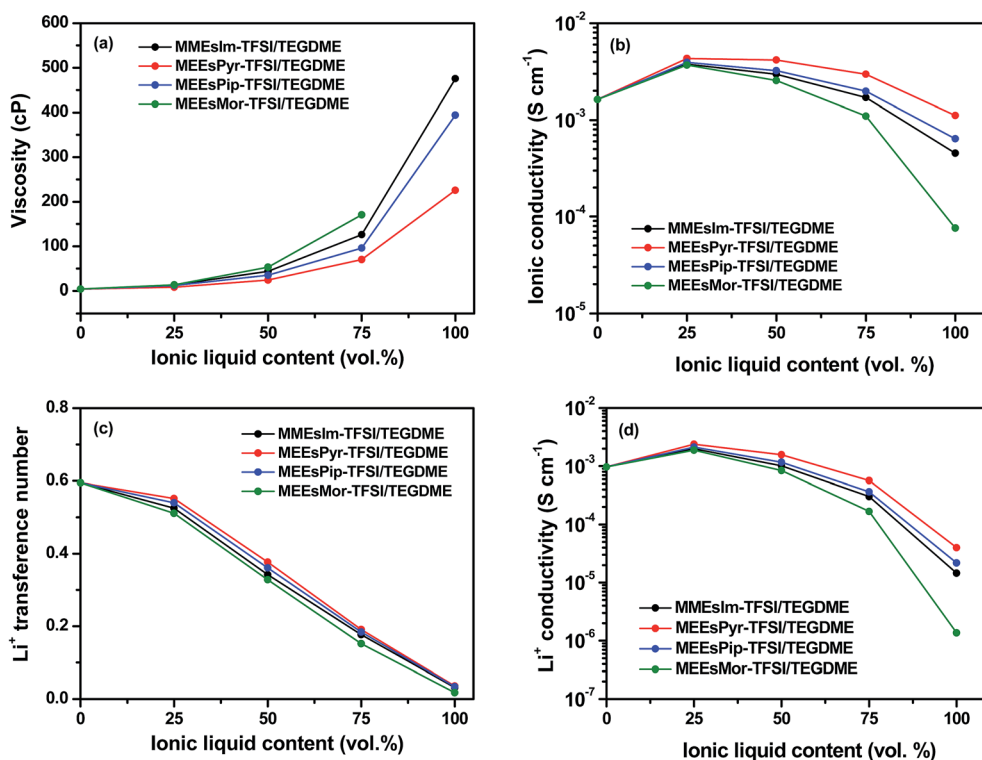 (a)
MMEsIm-TFSI/TEGDME
MEEsPyr-TFSI/TEGDME
MEEsPip-TFSI/TEGDME
MEEsMor-TFSI/TEGDME
Viscosity (cP)
600
500
400
300
200
100
0
0 25 50 75 100
Ionic liquid content (vol.%)
(b)
MMEsIm-TFSI/TEGDME
MEEsPyr-TFSI/TEGDME
MEEsPip-TFSI/TEGDME
MEEsMor-TFSI/TEGDME
Ionic conductivity (S cm⁻¹)
10⁻²
10⁻³
10⁻⁴
10⁻⁵
0 25 50 75 100
Ionic liquid content (vol. %)
(c)
MMEsIm-TFSI/TEGDME
MEEsPyr-TFSI/TEGDME
MEEsPip-TFSI/TEGDME
MEEsMor-TFSI/TEGDME
Li⁺ transference number
0.8
0.6
0.4
0.2
0.0
0 25 50 75 100
Ionic liquid content (vol.%)
(d)
MMEsIm-TFSI/TEGDME
MEEsPyr-TFSI/TEGDME
MEEsPip-TFSI/TEGDME
MEEsMor-TFSI/TEGDME
Li⁺ conductivity (S cm⁻¹)
10⁻²
10⁻³
10⁻⁴
10⁻⁵
10⁻⁶
10⁻⁷
0 25 50 75 100
Ionic liquid content (vol. %)